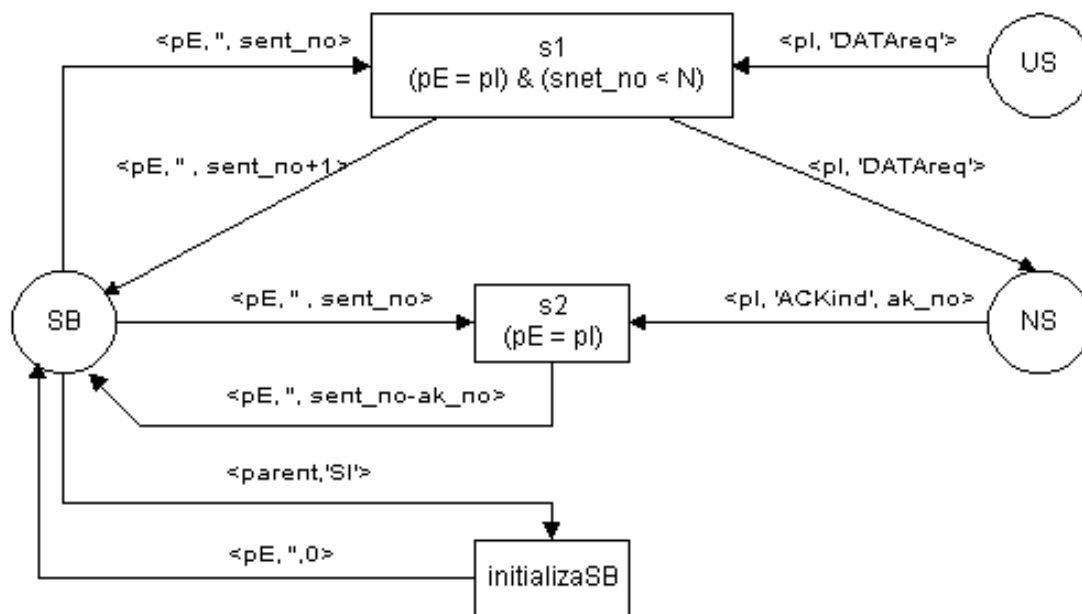 <pE, '', sent_no>
s1
(pE = pI) & (snet_no < N)
<pI, 'DATAreq'>
US
<pE, '' , sent_no+1>
<pI, 'DATAreq'>
SB
<pE, '' , sent_no>
s2
(pE = pI)
<pI, 'ACKind', ak_no>
NS
<pE, '', sent_no-ak_no>
<parent,'SI'>
<pE, '',0>
initializaSB